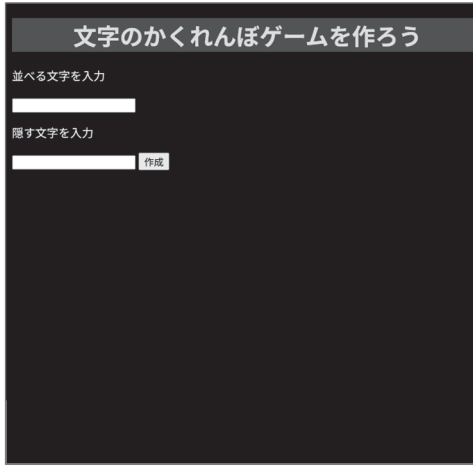 文字のかくれんぼゲームを作ろう
並べる文字を入力
隠す文字を入力
作成